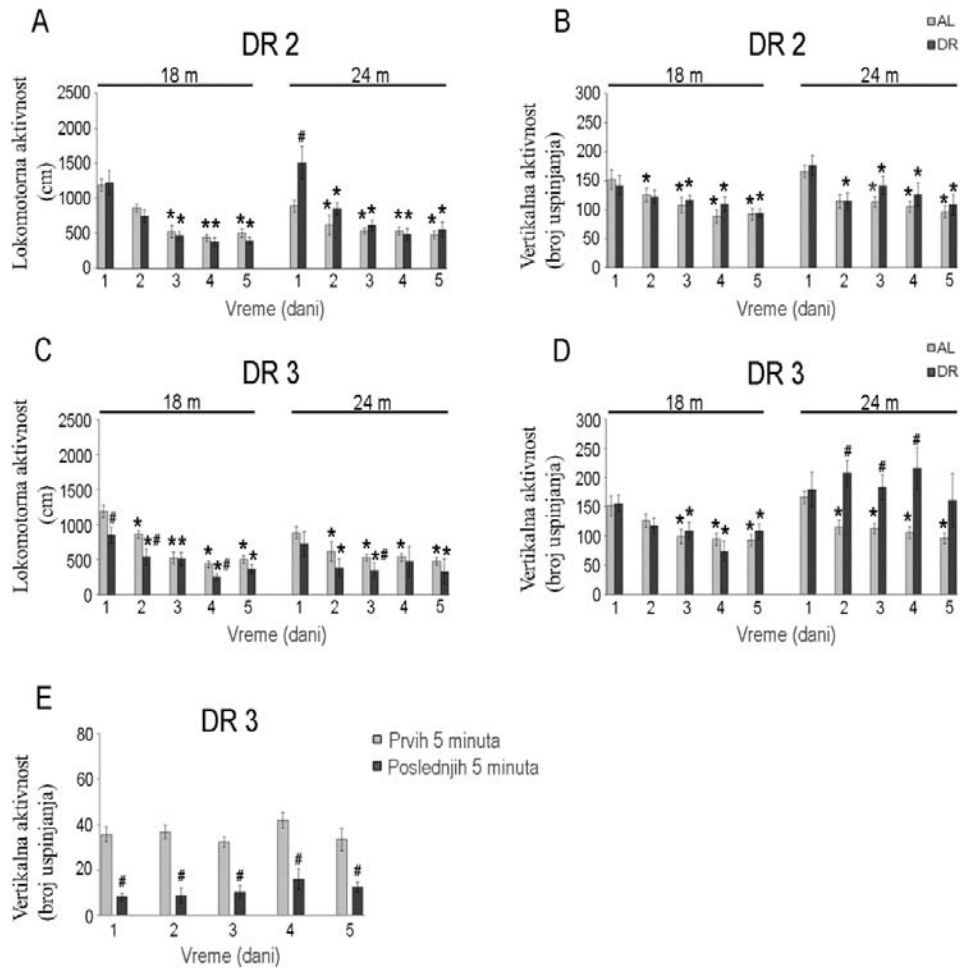 A
DR 2
18 m
24 m
Lokomotorna aktivnost
(cm)
2500
2000
1500
1000
500
0
#
* *
**
* *
* *
* *
**
* *
1 2 3 4 5 1 2 3 4 5
Vreme (dani)
B
DR 2
AL
DR
18 m
24 m
Vertikalna aktivnost
(broj uspinjanja)
300
250
200
150
100
50
0
*
* *
* *
* *
*
* *
* *
* *
1 2 3 4 5 1 2 3 4 5
Vreme (dani)
C
DR 3
18 m
24 m
Lokomotorna aktivnost
(cm)
2500
2000
1500
1000
500
0
#
* *#
* *
* *#
* *
* *
* *#
*
* *
1 2 3 4 5 1 2 3 4 5
Vreme (dani)
D
DR 3
AL
DR
18 m
24 m
Vertikalna aktivnost
(broj uspinjanja)
300
250
200
150
100
50
0
* *
* *
* *
* #
* #
* #
*
1 2 3 4 5 1 2 3 4 5
Vreme (dani)
E
DR 3
Prvih 5 minuta
Poslednjih 5 minuta
Vertikalna aktivnost
(broj uspinjanja)
80
60
40
20
0
# # # # #
1 2 3 4 5
Vreme (dani)